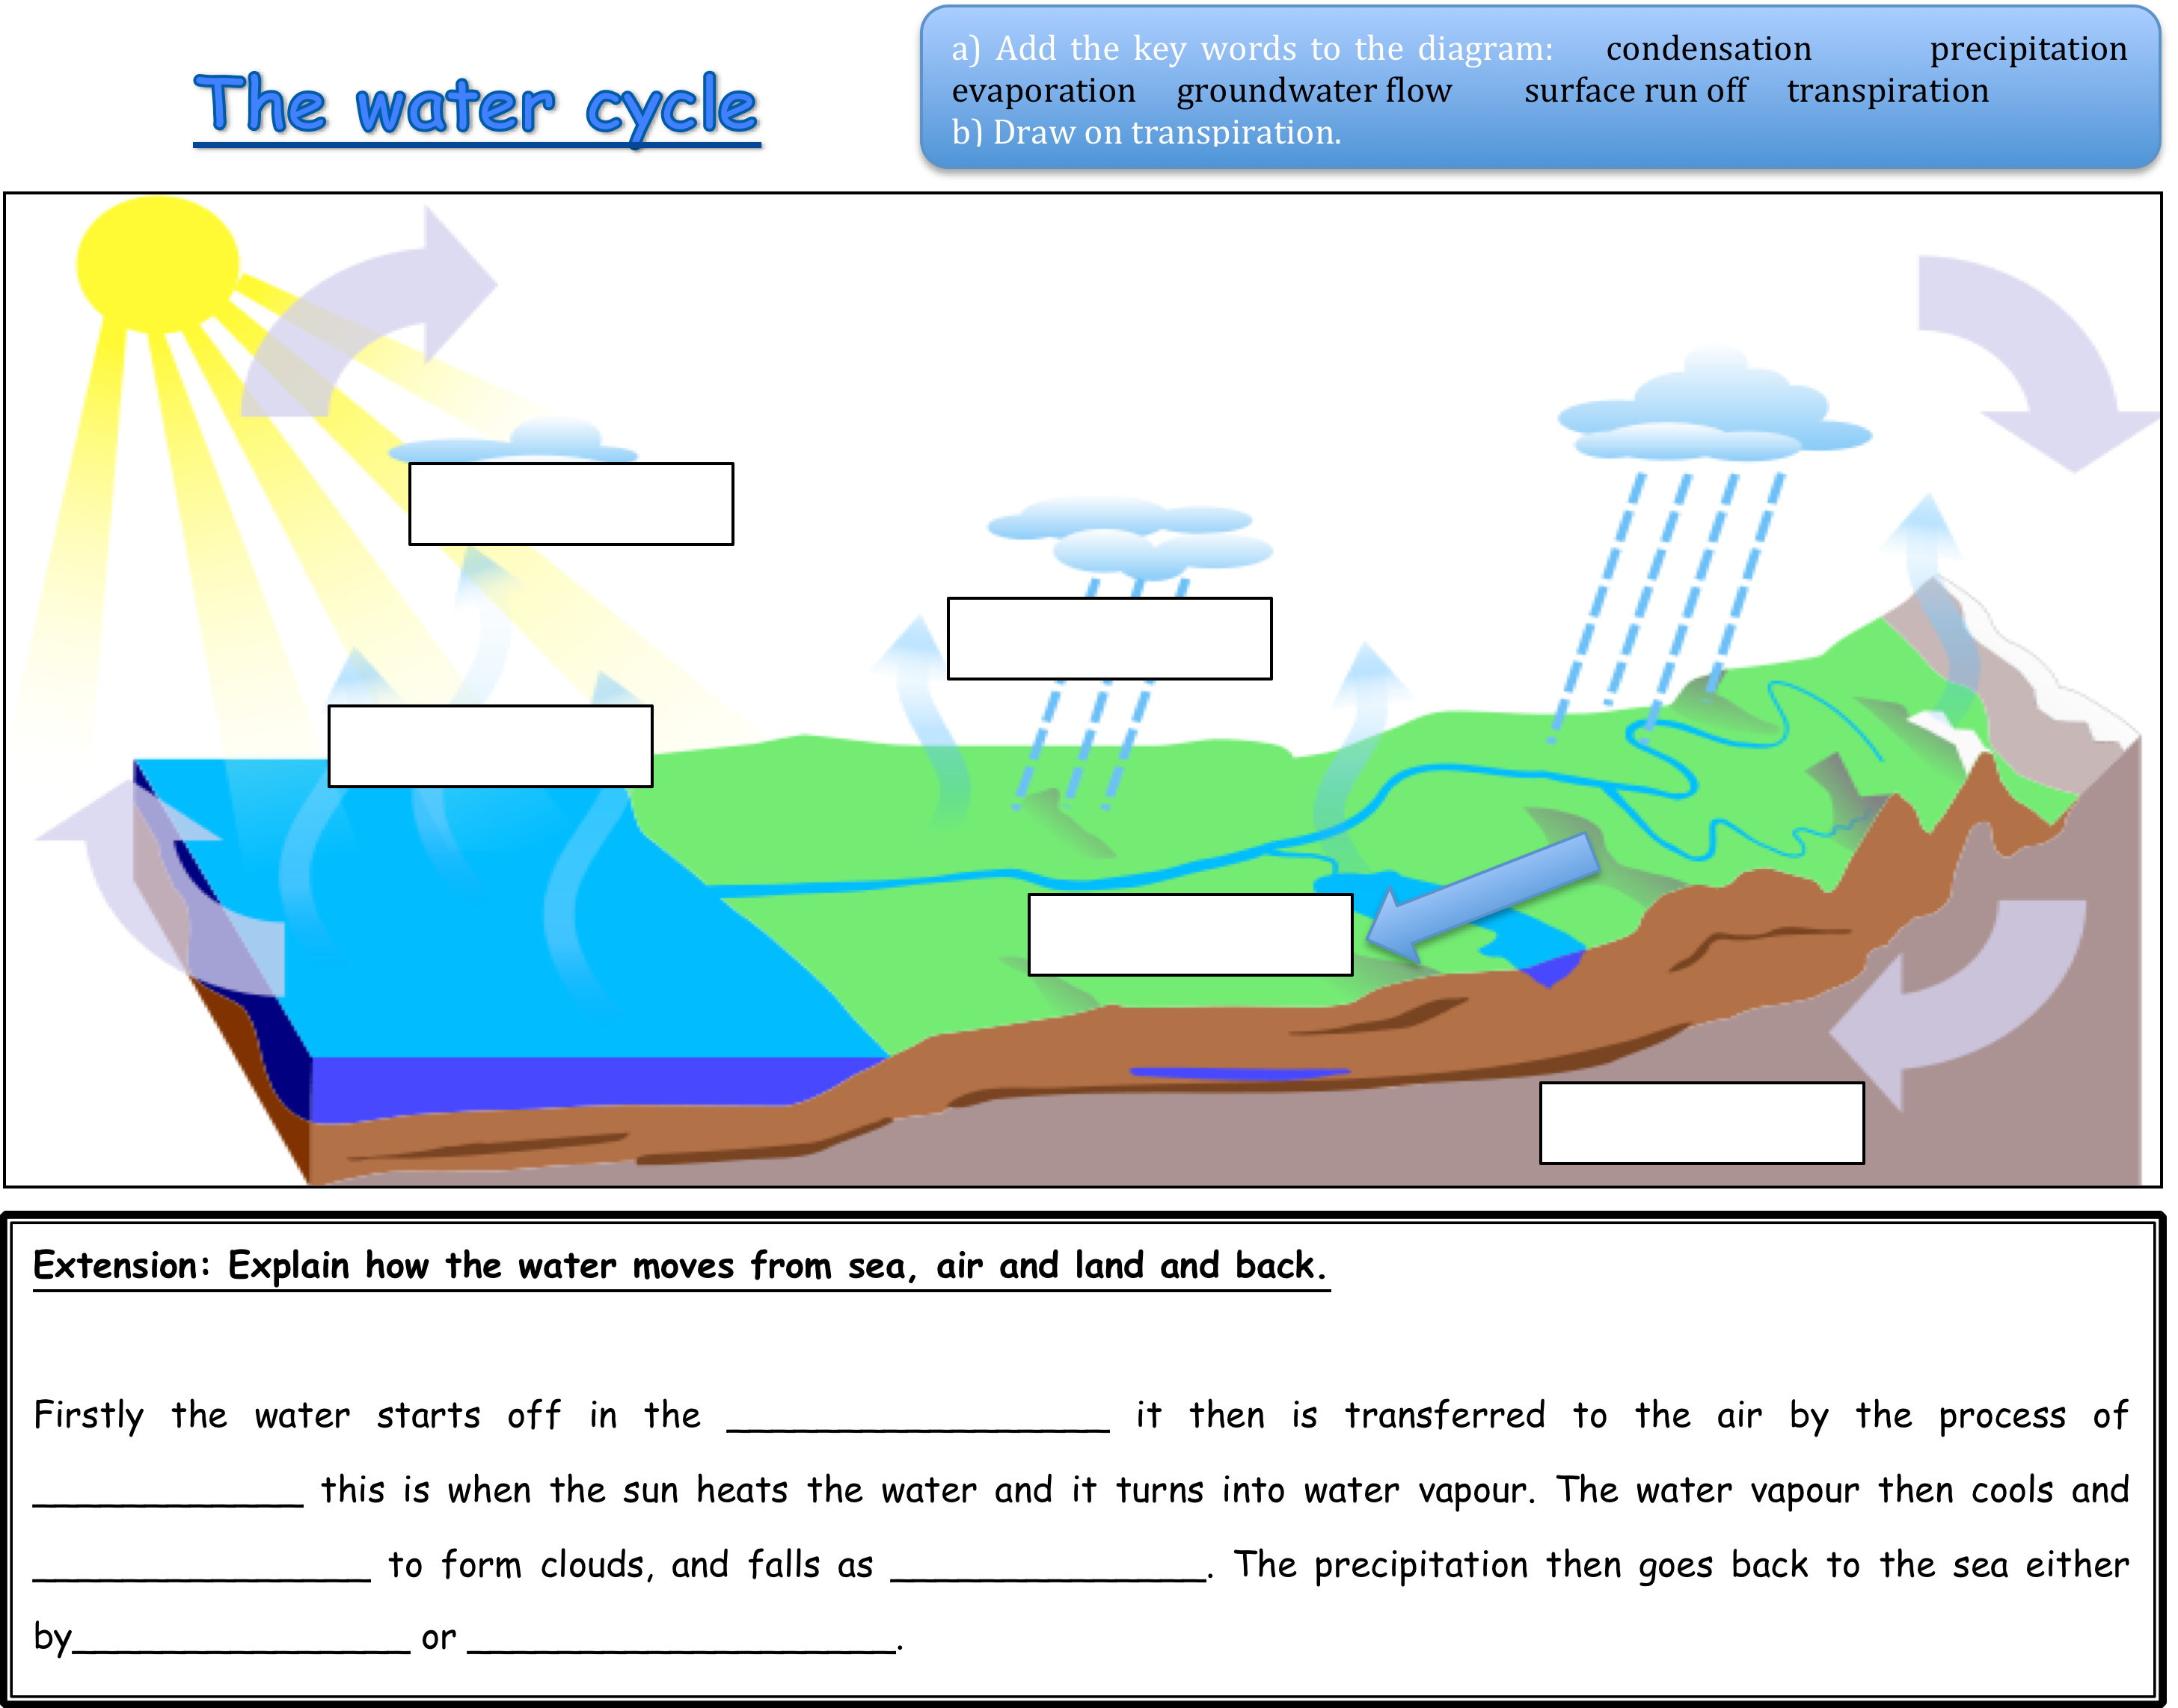 The water cycle
a) Add the key words to the diagram: condensation precipitation
evaporation groundwater flow surface run off transpiration
b) Draw on transpiration.
Extension: Explain how the water moves from sea, air and land and back.
Firstly the water starts off in the _________________ it then is transferred to the air by the process of
____________ this is when the sun heats the water and it turns into water vapour. The water vapour then cools and
_______________ to form clouds, and falls as ______________. The precipitation then goes back to the sea either
by_______________ or ___________________.